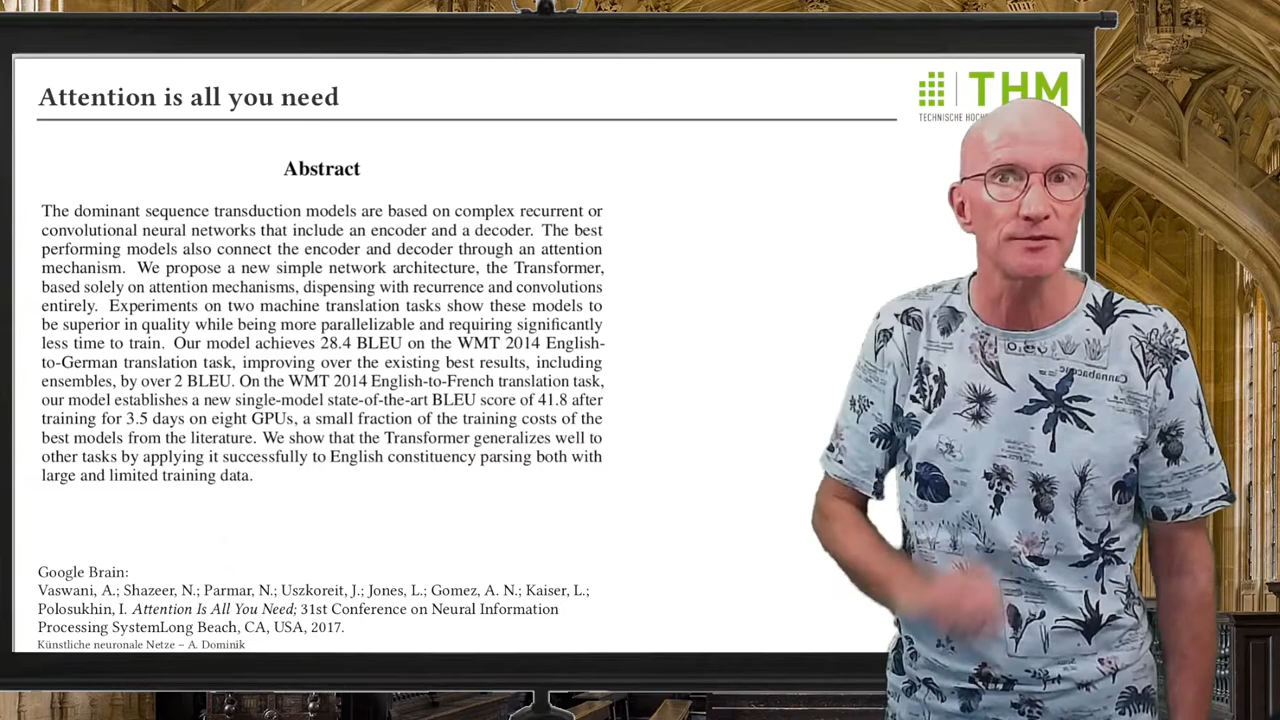 Attention is all you need
THM
TECHNISCHE
Abstract
The dominant sequence transduction models are based on complex recurrent or
convolutional neural networks that include an encoder and a decoder. The best
performing models also connect the encoder and decoder through an attention
mechanism. We propose a new simple network architecture, the Transformer,
based solely on attention mechanisms, dispensing with recurrence and convolutions
entirely. Experiments on two machine translation tasks show these models to
be superior in quality while being more parallelizable and requiring significantly
less time to train. Our model achieves 28.4 BLEU on the WMT 2014 English-
to-German translation task, improving over the existing best results, including
ensembles, by over 2 BLEU. On the WMT 2014 English-to-French translation task,
our model establishes a new single-model state-of-the-art BLEU score of 41.8 after
training for 3.5 days on eight GPUs, a small fraction of the training costs of the
best models from the literature. We show that the Transformer generalizes well to
other tasks by applying it successfully to English constituency parsing both with
large and limited training data.
Google Brain:
Vaswani, A.; Shazeer, N.; Parmar, N.; Uszkoreit, J.; Jones, L.; Gomez, A. N.; Kaiser, L.;
Polosukhin, I. Attention Is All You Need; 31st Conference on Neural Information
Processing SystemLong Beach, CA, USA, 2017.
Künstliche neuronale Netze – A. Dominik
Cannabaceae